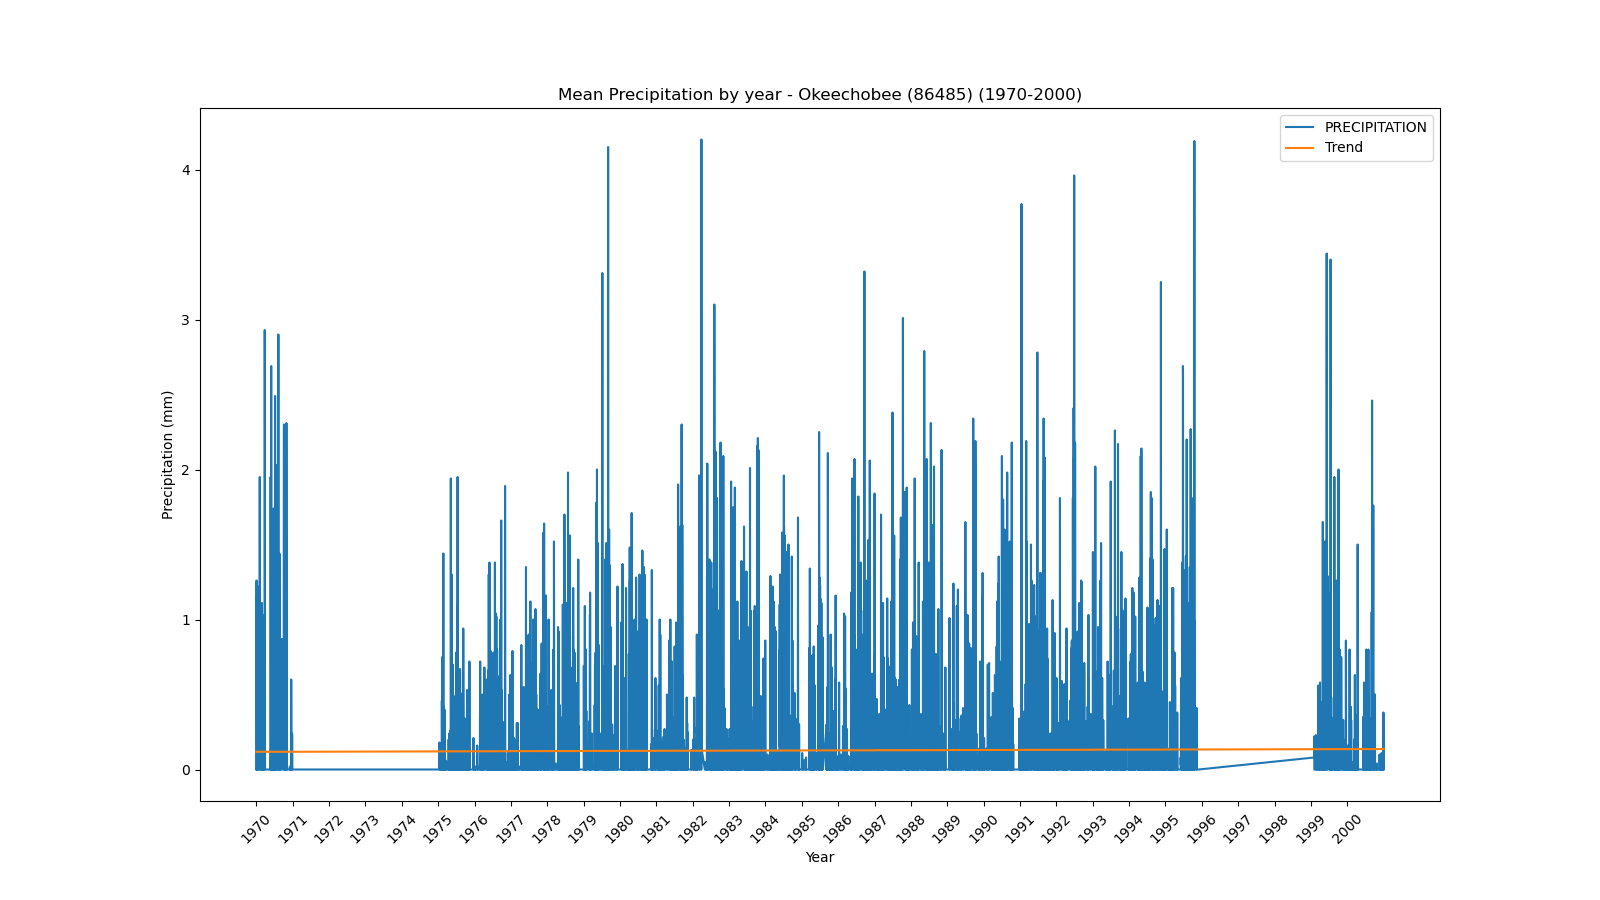 Mean Precipitation by year - Okeechobee (86485) (1970-2000)
PRECIPITATION
Trend
Precipitation (mm)
4
3
2
1
0
1970 1971 1972 1973 1974 1975 1976 1977 1978 1979 1980 1981 1982 1983 1984 1985 1986 1987 1988 1989 1990 1991 1992 1993 1994 1995 1996 1997 1998 1999 2000
Year